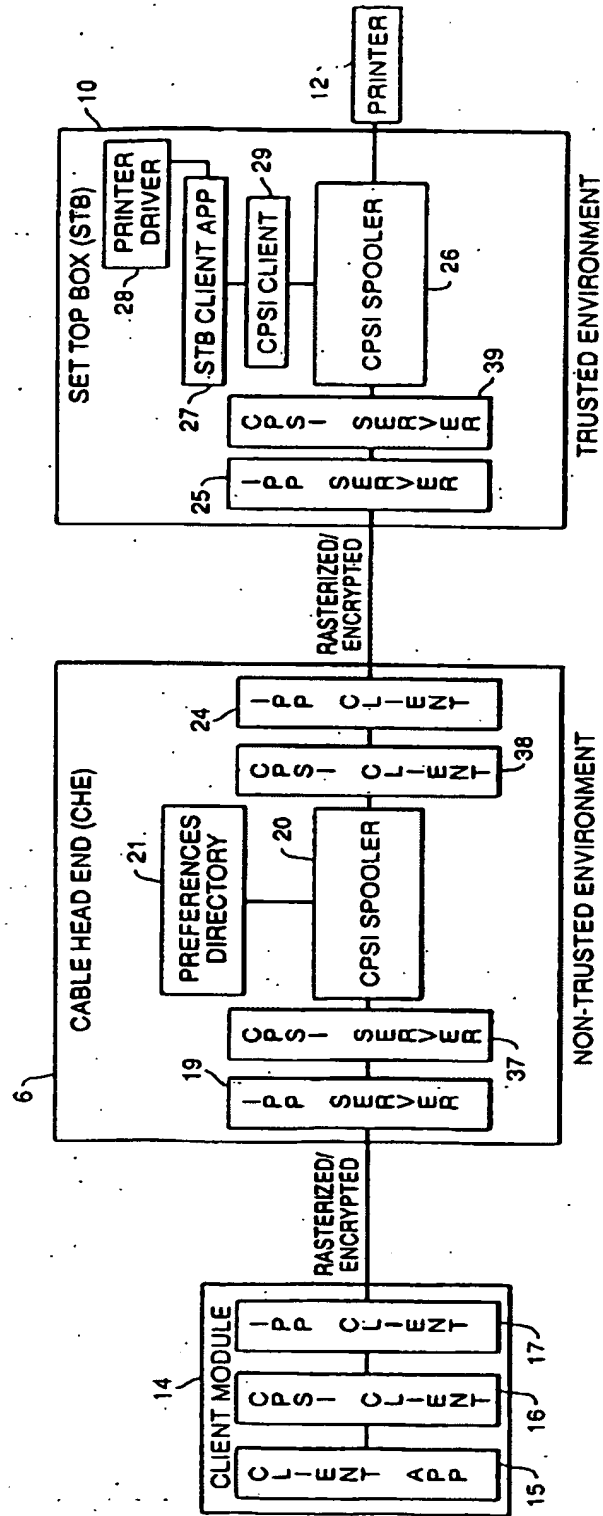 14
CLIENT MODULE
CLIENT APP
15
CPSI CLIENT
16
IPP CLIENT
17
RASTERIZED/
ENCRYPTED
6
CABLE HEAD END (CHE)
19
IPP SERVER
CPSI SERVER
37
21
PREFERENCES
DIRECTORY
20
CPSI SPOOLER
CPSI CLIENT
38
24
IPP CLIENT
NON-TRUSTED ENVIRONMENT
RASTERIZED/
ENCRYPTED
10
SET TOP BOX (STB)
25
IPP SERVER
CPSI SERVER
39
28
PRINTER
DRIVER
27
STB CLIENT APP
29
CPSI CLIENT
CPSI SPOOLER
26
TRUSTED ENVIRONMENT
12
PRINTER